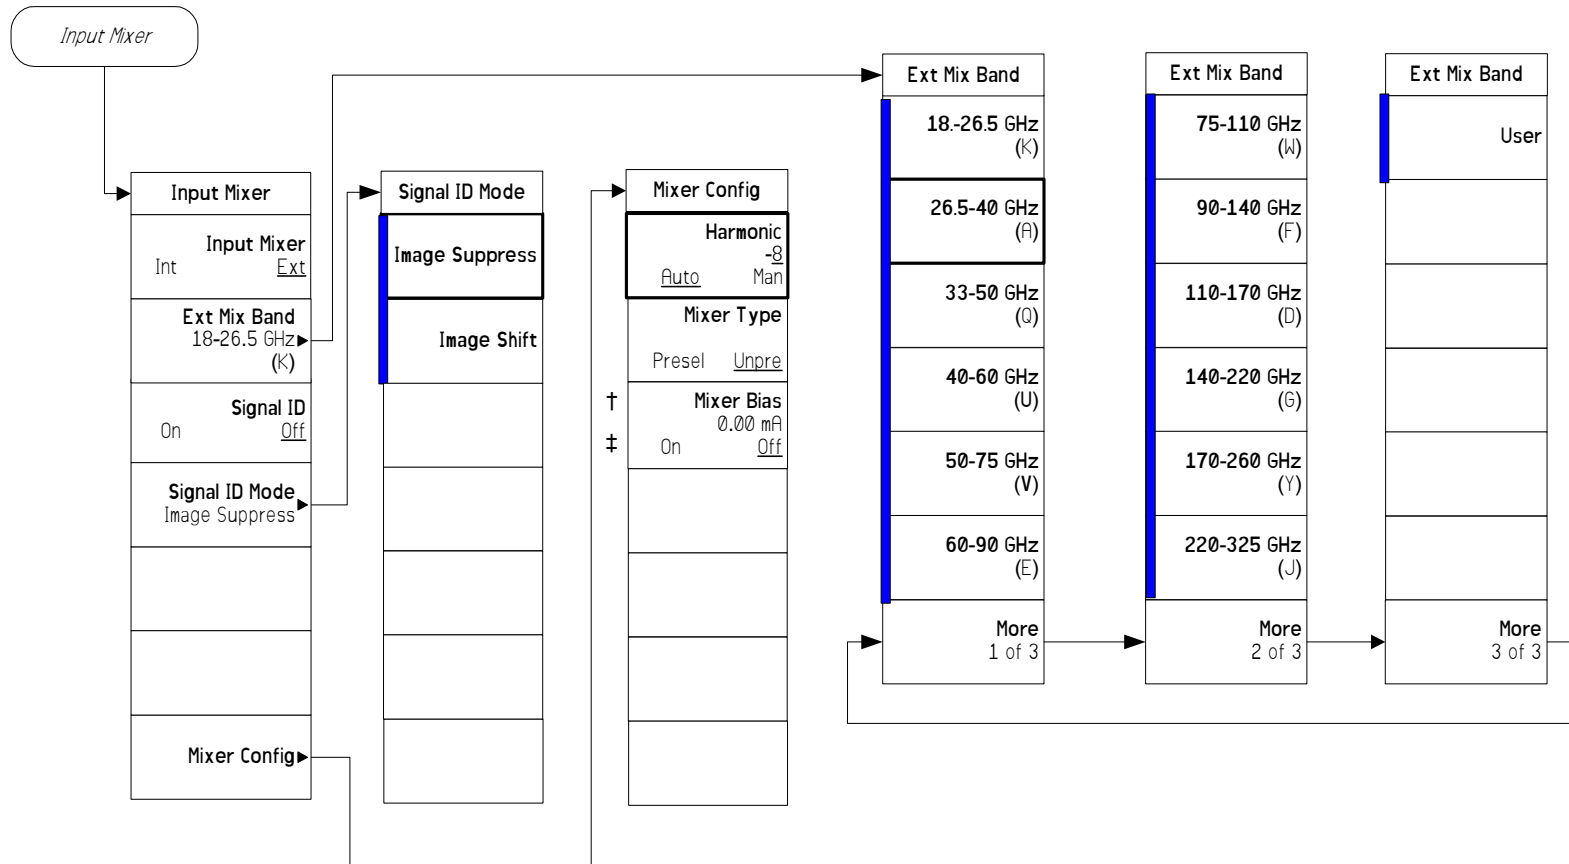 Input Mixer
Input Mixer
Input Mixer
Int Ext
Ext Mix Band
18-26.5 GHz
(K)
Signal ID
On Off
Signal ID Mode
Image Suppress
Mixer Config
Signal ID Mode
Image Suppress
Image Shift
Mixer Config
Harmonic
-8
Auto Man
Mixer Type
Presel Unpre
† Mixer Bias
0.00 mA
‡ On Off
Ext Mix Band
18.-26.5 GHz
(K)
26.5-40 GHz
(A)
33-50 GHz
(Q)
40-60 GHz
(U)
50-75 GHz
(V)
60-90 GHz
(E)
More
1 of 3
Ext Mix Band
75-110 GHz
(W)
90-140 GHz
(F)
110-170 GHz
(D)
140-220 GHz
(G)
170-260 GHz
(Y)
220-325 GHz
(J)
More
2 of 3
Ext Mix Band
User
More
3 of 3